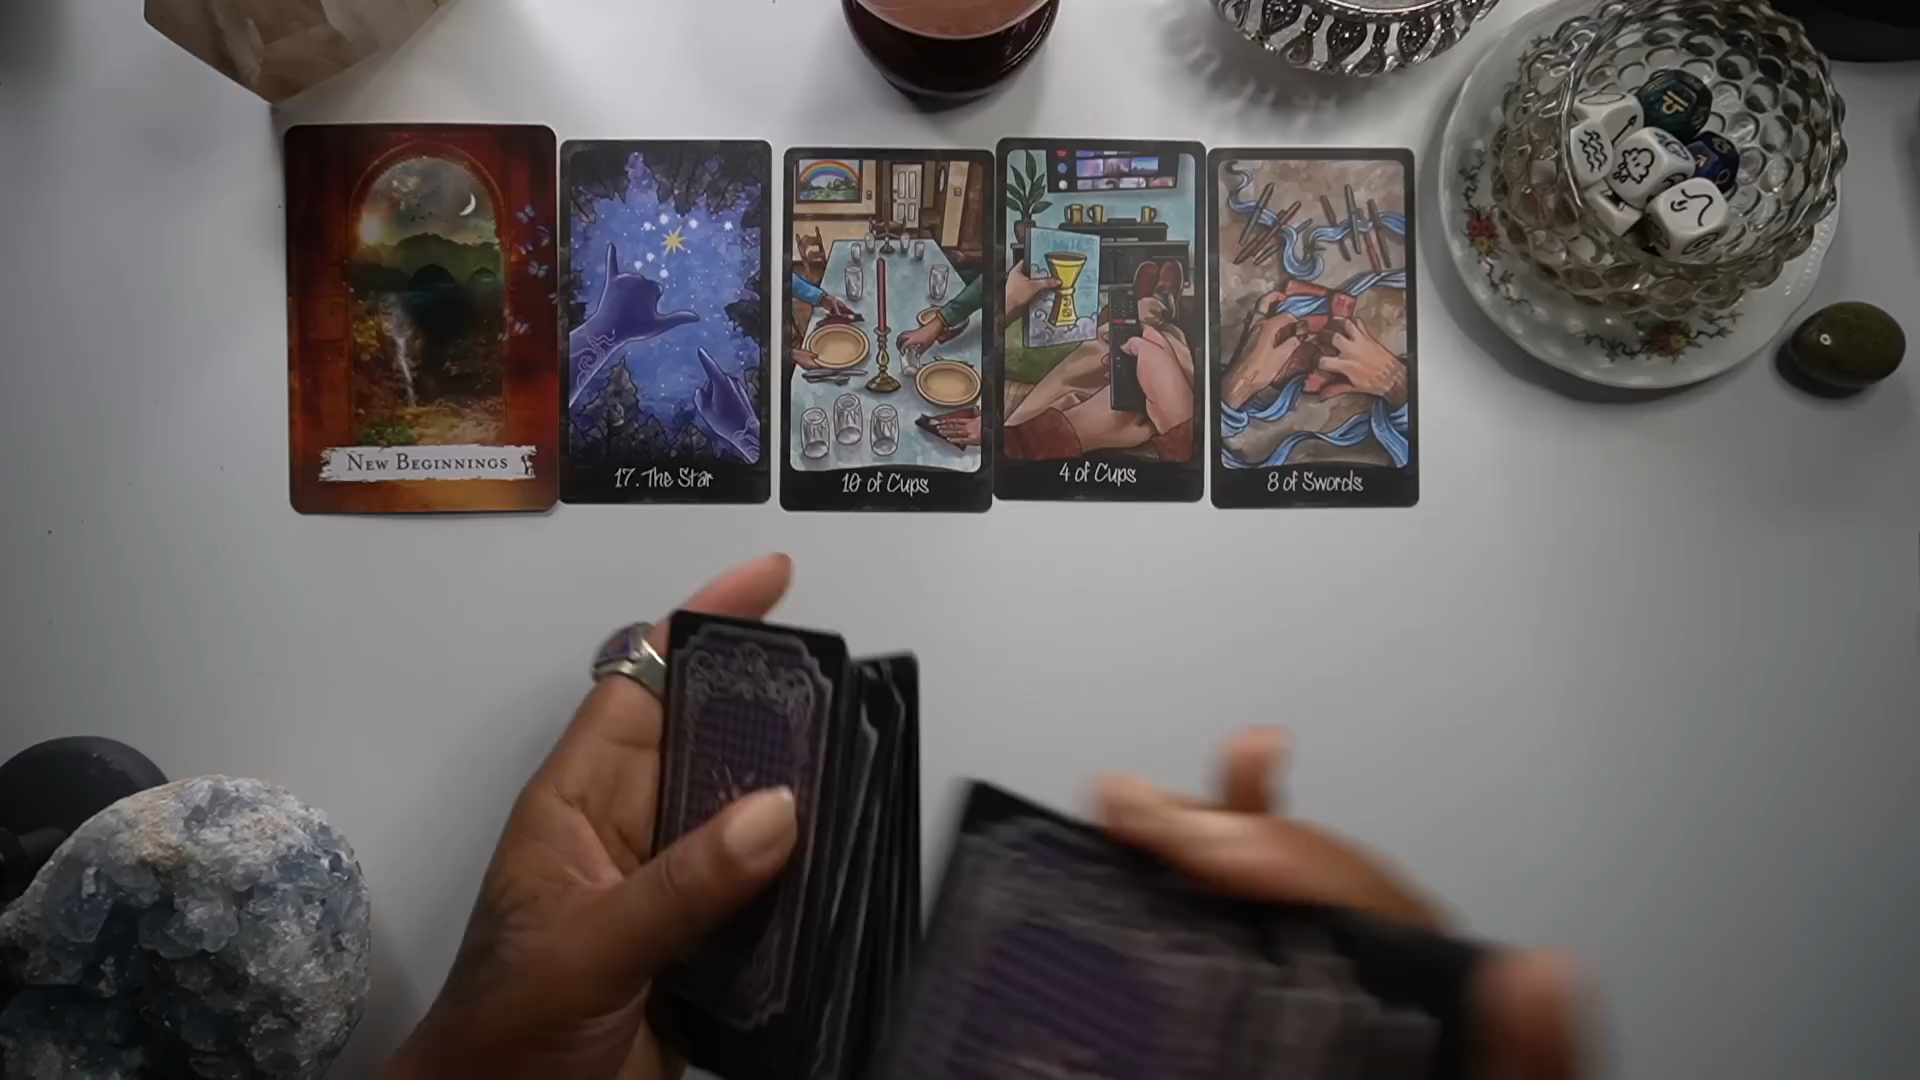 New Beginnings
17. The Star
10 of Cups
4 of Cups
8 of Swords